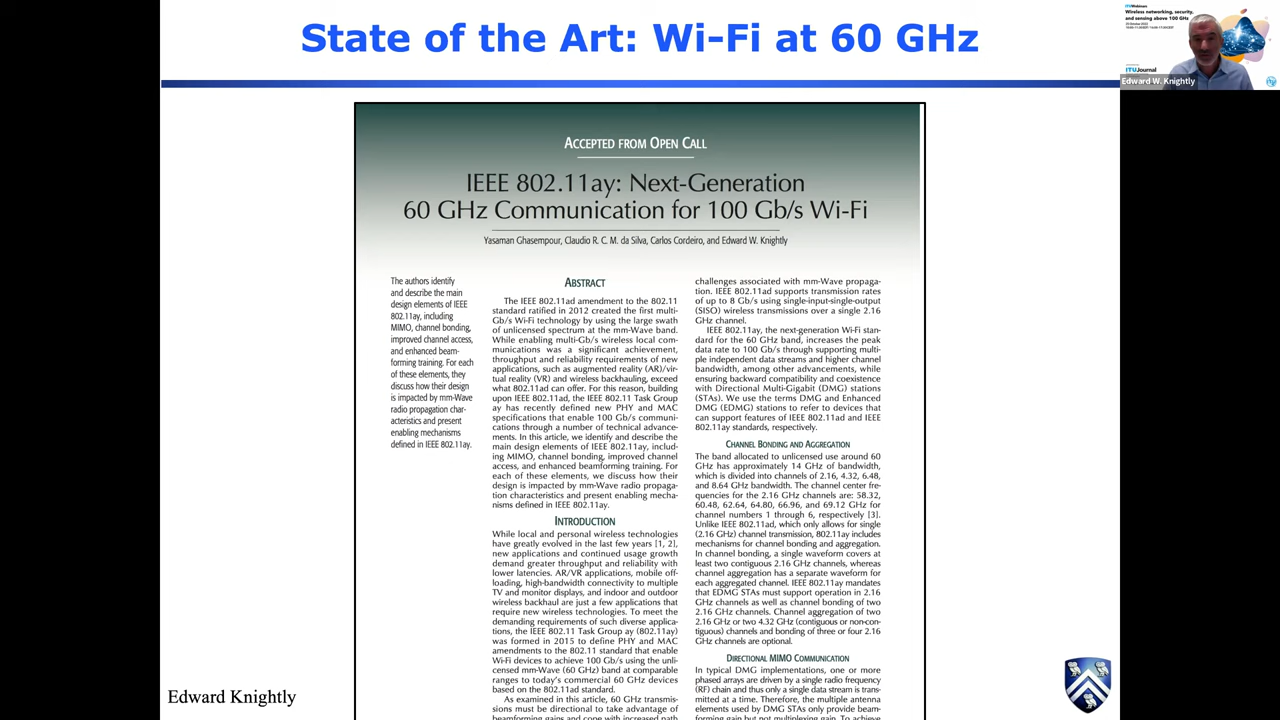 State of the Art: Wi-Fi at 60 GHz
ITUWebinars
Wireless networking, security,
and sensing above 100 GHz
ITUJournal
Edward W. Knightly
ACCEPTED FROM OPEN CALL
IEEE 802.11ay: Next-Generation
60 GHz Communication for 100 Gb/s Wi-Fi
Yasaman Ghasempour, Claudio R. C. M. da Silva, Carlos Cordeiro, and Edward W. Knightly
The authors identify
and describe the main
design elements of IEEE
802.11ay, including
MIMO, channel bonding,
improved channel access,
and enhanced beam-
forming training. For each
of these elements, they
discuss how their design
is impacted by mm-Wave
radio propagation char-
acteristics and present
enabling mechanisms
defined in IEEE 802.11ay.
ABSTRACT
The IEEE 802.11ad amendment to the 802.11
standard ratified in 2012 created the first multi-
Gb/s Wi-Fi technology by using the large swath
of unlicensed spectrum at the mm-Wave band.
While enabling multi-Gb/s wireless local com-
munications was a significant achievement,
throughput and reliability requirements of new
applications, such as augmented reality (AR)/vir-
tual reality (VR) and wireless backhauling, exceed
what 802.11ad can offer. For this reason, building
upon IEEE 802.11ad, the IEEE 802.11 Task Group
ay has recently defined new PHY and MAC
specifications that enable 100 Gb/s communi-
cations through a number of technical advance-
ments. In this article, we identify and describe the
main design elements of IEEE 802.11ay, includ-
ing MIMO, channel bonding, improved channel
access, and enhanced beamforming training. For
each of these elements, we discuss how their
design is impacted by mm-Wave radio propaga-
tion characteristics and present enabling mecha-
nisms defined in IEEE 802.11ay.
INTRODUCTION
While local and personal wireless technologies
have greatly evolved in the last few years [1, 2],
new applications and continued usage growth
demand greater throughput and reliability with
lower latencies. AR/VR applications, mobile off-
loading, high-bandwidth connectivity to multiple
TV and monitor displays, and indoor and outdoor
wireless backhaul are just a few applications that
require new wireless technologies. To meet the
demanding requirements of such diverse applica-
tions, the IEEE 802.11 Task Group ay (802.11ay)
was formed in 2015 to define PHY and MAC
amendments to the 802.11 standard that enable
Wi-Fi devices to achieve 100 Gb/s using the unli-
censed mm-Wave (60 GHz) band at comparable
ranges to today's commercial 60 GHz devices
based on the 802.11ad standard.
As examined in this article, 60 GHz transmis-
sions must be directional to take advantage of
beamforming gains and cope with increased path
challenges associated with mm-Wave propaga-
tion. IEEE 802.11ad supports transmission rates
of up to 8 Gb/s using single-input-single-output
(SISO) wireless transmissions over a single 2.16
GHz channel.
IEEE 802.11ay, the next-generation Wi-Fi stan-
dard for the 60 GHz band, increases the peak
data rate to 100 Gb/s through supporting multi-
ple independent data streams and higher channel
bandwidth, among other advancements, while
ensuring backward compatibility and coexistence
with Directional Multi-Gigabit (DMG) stations
(STAs). We use the terms DMG and Enhanced
DMG (EDMG) stations to refer to devices that
can support features of IEEE 802.11ad and IEEE
802.11ay standards, respectively.
CHANNEL BONDING AND AGGREGATION
The band allocated to unlicensed use around 60
GHz has approximately 14 GHz of bandwidth,
which is divided into channels of 2.16, 4.32, 6.48,
and 8.64 GHz bandwidth. The channel center fre-
quencies for the 2.16 GHz channels are: 58.32,
60.48, 62.64, 64.80, 66.96, and 69.12 GHz for
channel numbers 1 through 6, respectively [3].
Unlike IEEE 802.11ad, which only allows for single
(2.16 GHz) channel transmission, 802.11ay includes
mechanisms for channel bonding and aggregation.
In channel bonding, a single waveform covers at
least two contiguous 2.16 GHz channels, whereas
channel aggregation has a separate waveform for
each aggregated channel. IEEE 802.11ay mandates
that EDMG STAs must support operation in 2.16
GHz channels as well as channel bonding of two
2.16 GHz channels. Channel aggregation of two
2.16 GHz or two 4.32 GHz (contiguous or non-con-
tiguous) channels and bonding of three or four 2.16
GHz channels are optional.
DIRECTIONAL MIMO COMMUNICATION
In typical DMG implementations, one or more
phased arrays are driven by a single radio frequency
(RF) chain and thus only a single data stream is trans-
mitted at a time. Therefore, the multiple antenna
elements used by DMG STAs only provide beam-
forming gain but not multiplexing gain. To achieve
Edward Knightly